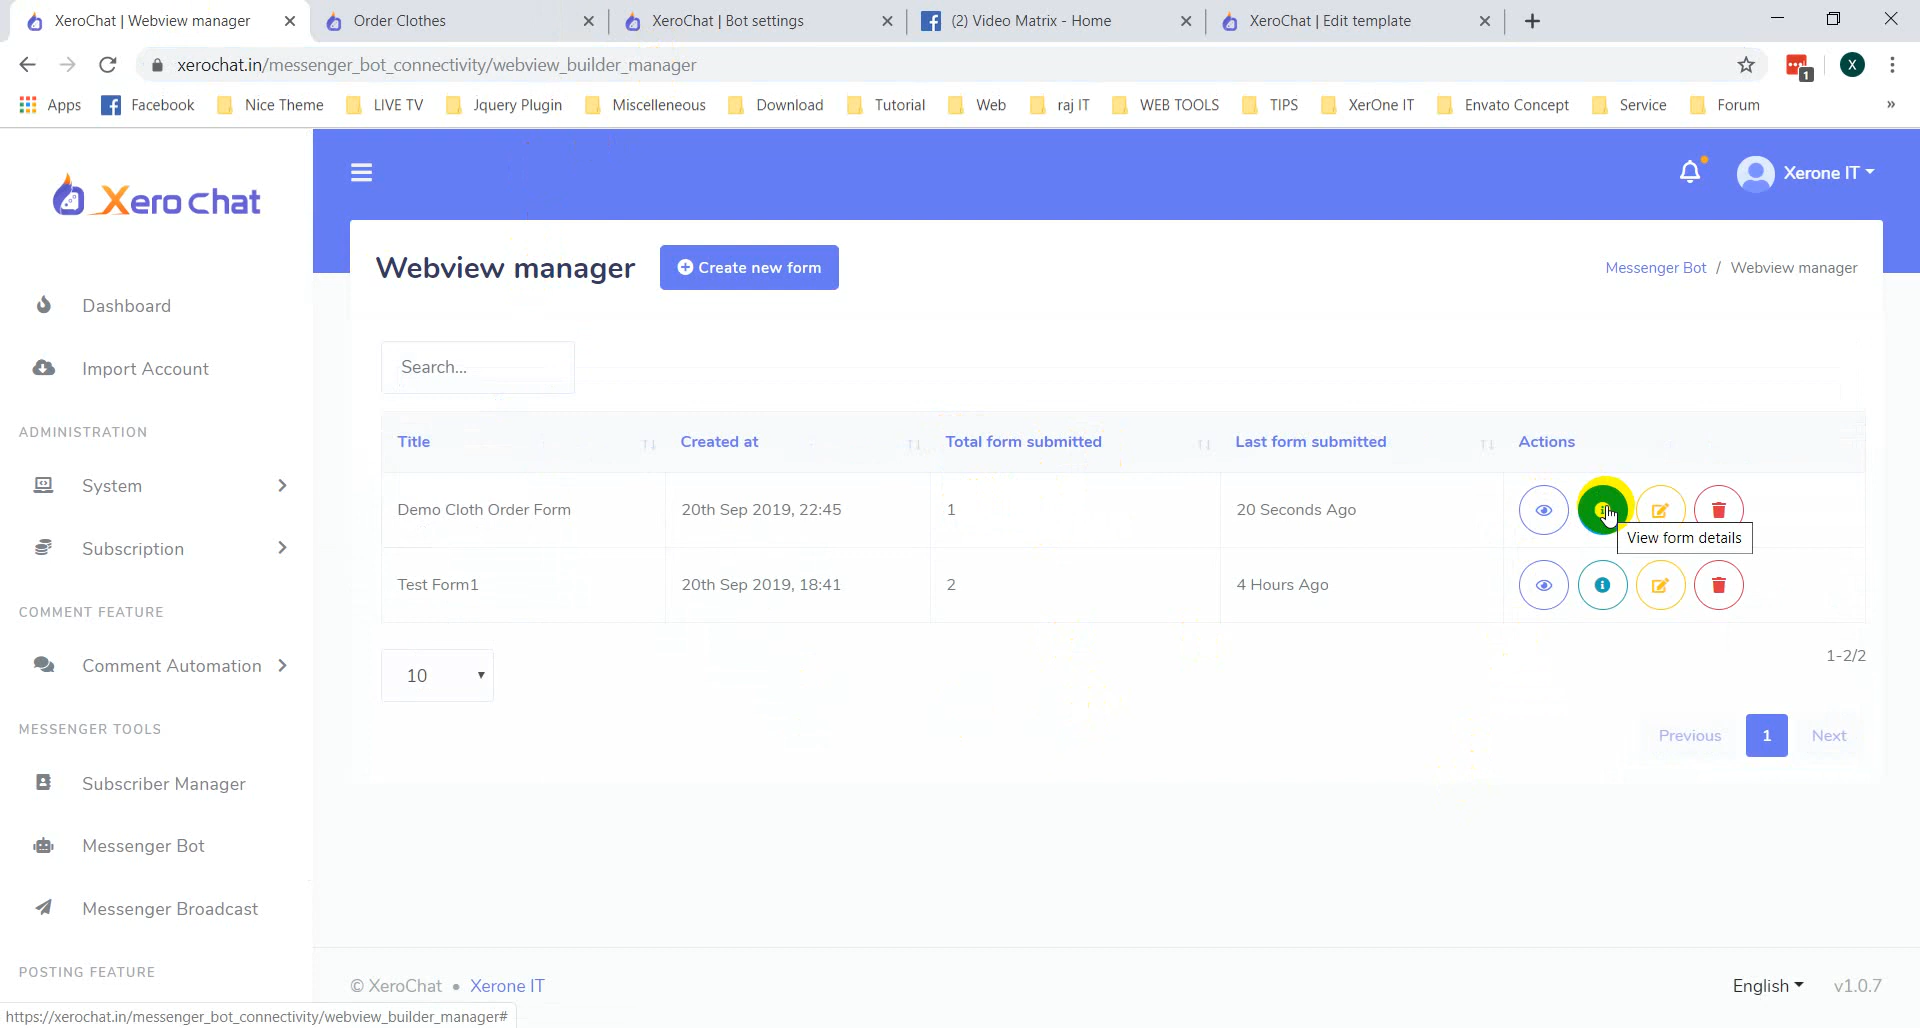 XeroChat | Webview manager
Order Clothes
XeroChat | Bot settings
(2) Video Matrix - Home
XeroChat | Edit template
xerochat.in/messenger_bot_connectivity/webview_builder_manager
1
X
Apps Facebook Nice Theme LIVE TV Jquery Plugin Miscelleneous Download Tutorial Web raj IT WEB TOOLS TIPS XerOne IT Envato Concept Service Forum »
Xero chat
Xerone IT
Webview manager
Create new form
Messenger Bot / Webview manager
Dashboard
Import Account
ADMINISTRATION
System
Subscription
COMMENT FEATURE
Comment Automation
MESSENGER TOOLS
Subscriber Manager
Messenger Bot
Messenger Broadcast
POSTING FEATURE
Search...
Title Created at Total form submitted Last form submitted Actions
Demo Cloth Order Form 20th Sep 2019, 22:45 1 20 Seconds Ago
View form details
Test Form1 20th Sep 2019, 18:41 2 4 Hours Ago
10
1-2/2
Previous 1 Next
© XeroChat • Xerone IT
English v1.0.7
https://xerochat.in/messenger_bot_connectivity/webview_builder_manager#